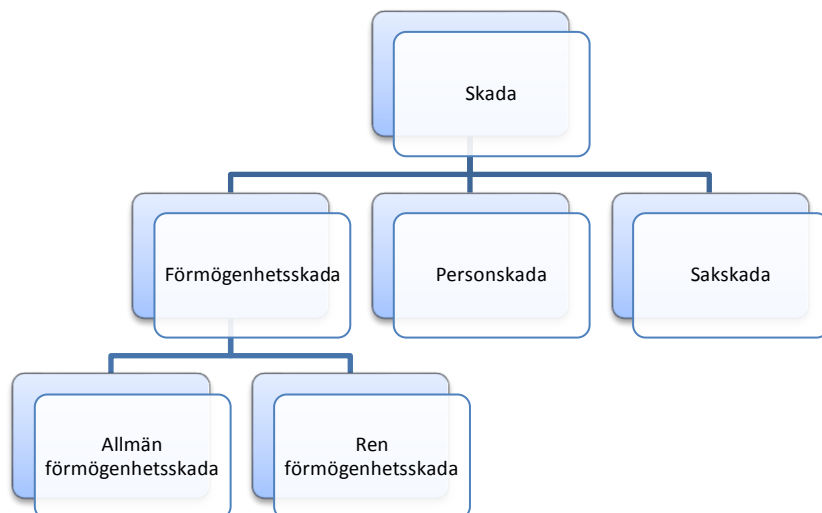 Skada
Förmögenhetsskada
Personskada
Sakskada
Allmän
förmögenhetsskada
Ren
förmögenhetsskada